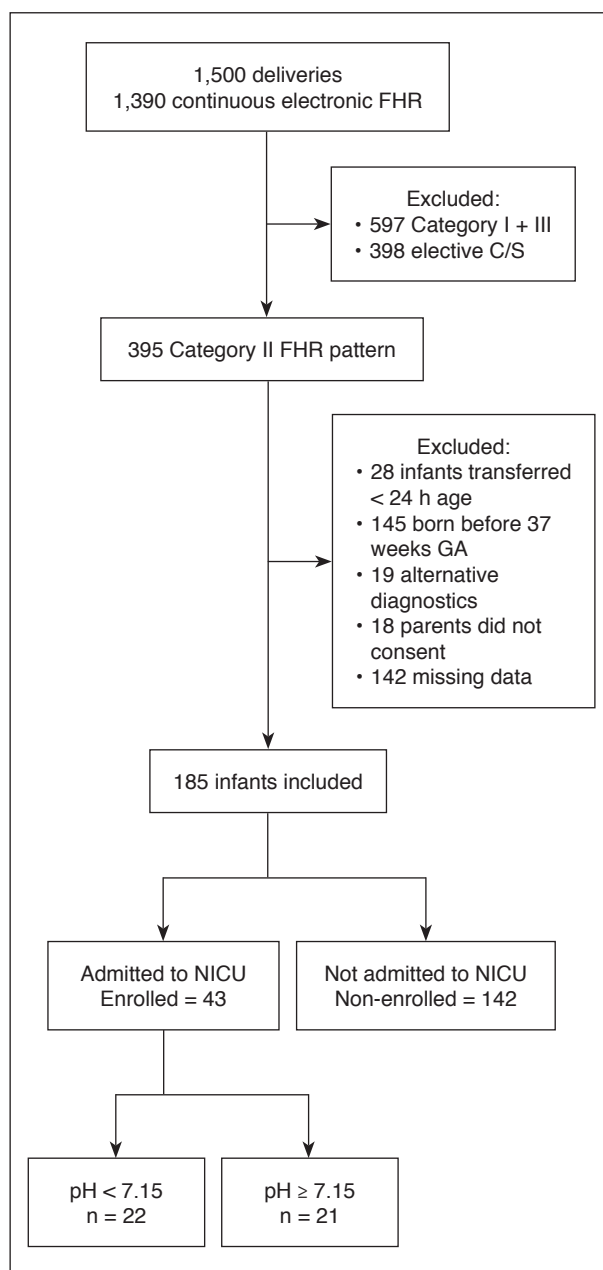 1,500 deliveries
1,390 continuous electronic FHR
Excluded:
• 597 Category I + III
• 398 elective C/S
395 Category II FHR pattern
Excluded:
• 28 infants transferred
< 24 h age
• 145 born before 37
weeks GA
• 19 alternative
diagnostics
• 18 parents did not
consent
• 142 missing data
185 infants included
Admitted to NICU
Enrolled = 43
Not admitted to NICU
Non-enrolled = 142
pH < 7.15
n = 22
pH ≥ 7.15
n = 21